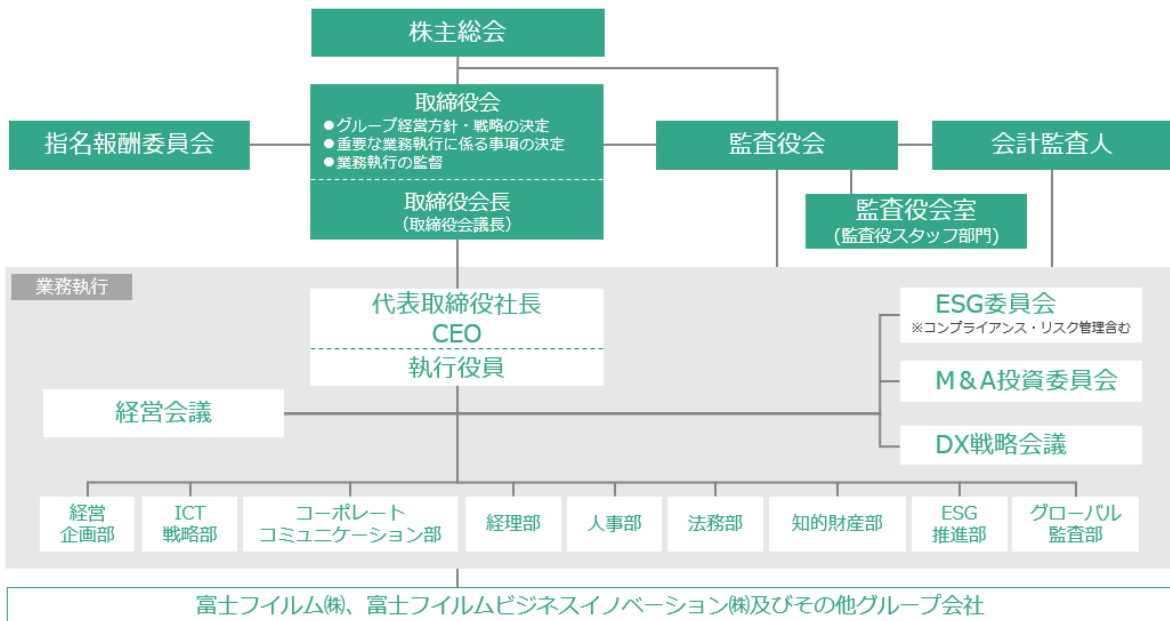 株主総会
取締役会
●グループ経営方針・戦略の決定
●重要な業務執行に係る事項の決定
●業務執行の監督
取締役会長
(取締役会議長)
指名報酬委員会
監査役会
会計監査人
監査役会室
(監査役スタッフ部門)
業務執行
代表取締役社長
CEO
執行役員
ESG委員会
※コンプライアンス・リスク管理含む
M&A投資委員会
経営会議
DX戦略会議
経営
企画部
ICT
戦略部
コーポレート
コミュニケーション部
経理部
人事部
法務部
知的財産部
ESG
推進部
グローバル
監査部
富士フイルム㈱、富士フイルムビジネスイノベーション㈱及びその他グループ会社